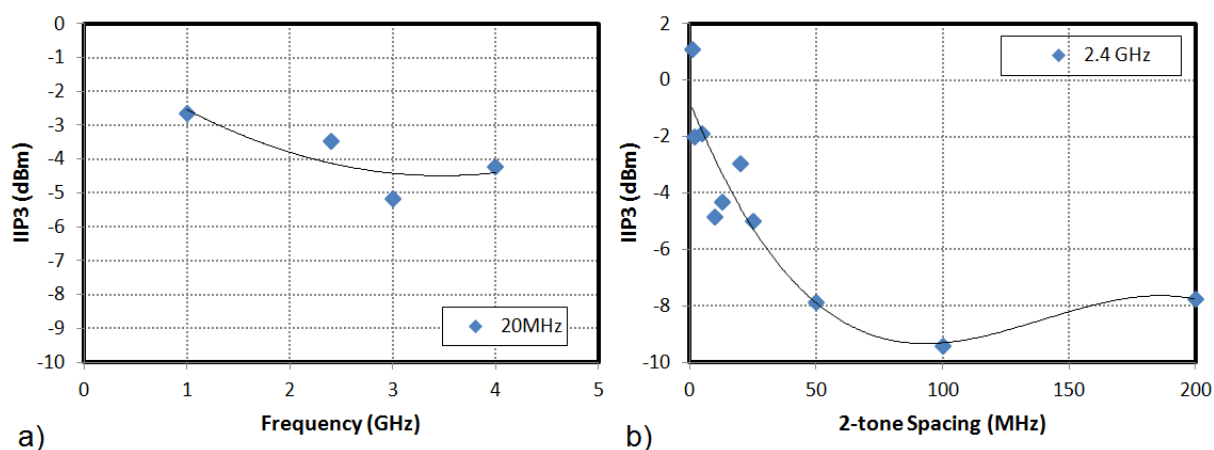 0
-1
-2
-3
-4
-5
-6
-7
-8
-9
-10
IIP3 (dBm)
20MHz
0 1 2 3 4 5
Frequency (GHz)
a)
2
0
-2
-4
-6
-8
-10
IIP3 (dBm)
2.4 GHz
0 50 100 150 200
2-tone Spacing (MHz)
b)